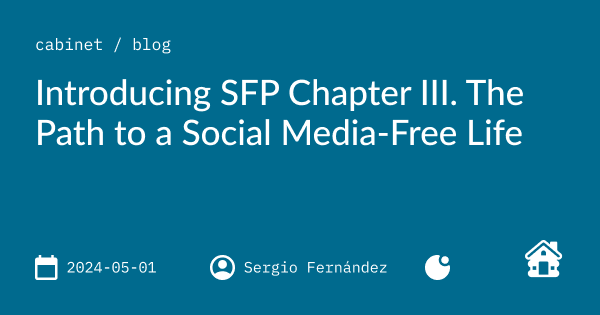 cabinet / blog
Introducing SFP Chapter III. The
Path to a Social Media-Free Life
2024-05-01
Sergio Fernández